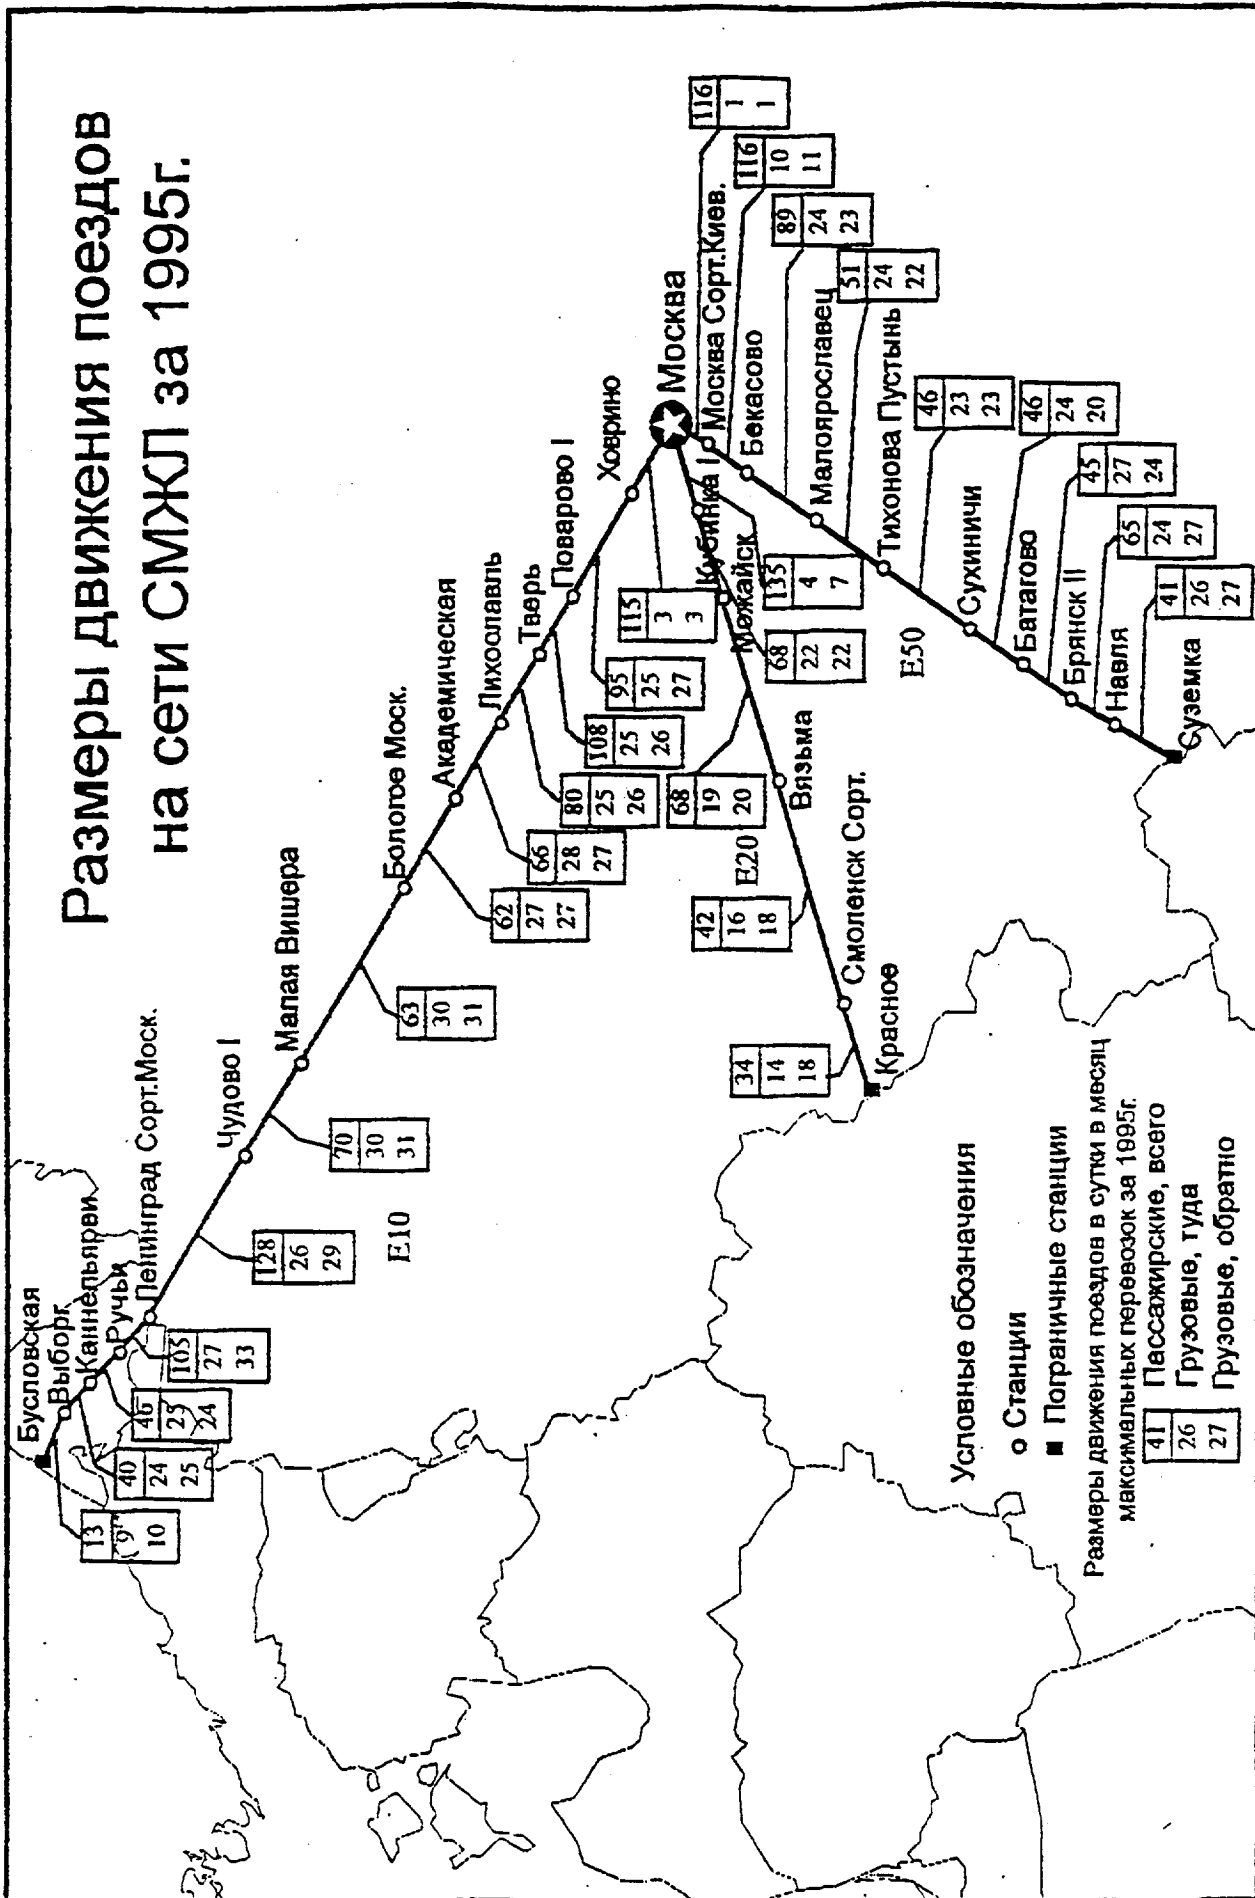 Размеры движения поездов
на сети СМЖЛ за 1995г.
Бусловская
Выборг
Каннельярви
Ручьи
Ленинград Сорт.Моск.
Чудово I
Малая Вишера
Бологое Моск.
Академическая
Лихославль
Тверь
Поварово I
Ховрино
Москва
13
9
10
40
24
25
46
25
24
105
27
33
128
26
29
E10
70
30
31
63
30
31
62
27
27
66
28
27
80
25
26
108
25
26
95
25
27
115
3
3
Кубинка I
Можайск
Вязьма
Смоленск Сорт.
Красное
135
4
7
68
22
22
68
19
20
E20
42
16
18
34
14
18
Москва Сорт.Киев.
Бекасово
Малоярославец
Тихонова Пустынь
Сухиничи
Батагово
Брянск II
Навля
Суземка
116
1
1
116
10
11
89
24
23
51
24
22
46
23
23
E50
46
24
20
45
27
24
65
24
27
41
26
27
Условные обозначения
Станции
Пограничные станции
Размеры движения поездов в сутки в месяц
максимальных перевозок за 1995г.
41 Пассажирские, всего
26 Грузовые, туда
27 Грузовые, обратно